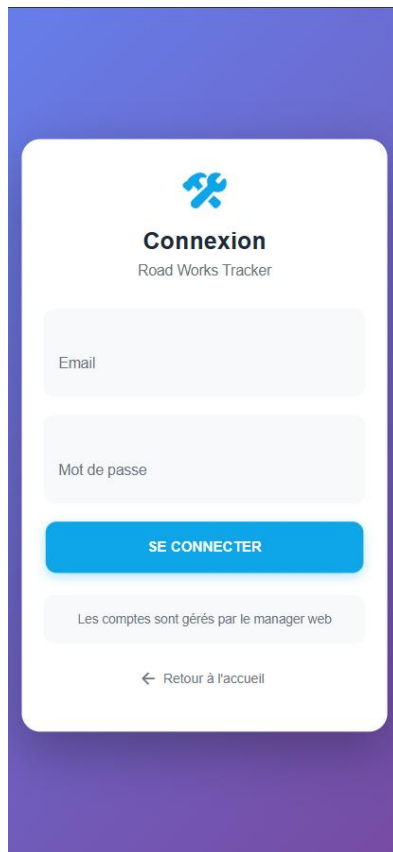 Connexion
Road Works Tracker
Email
Mot de passe
SE CONNECTER
Les comptes sont gérés par le manager web
← Retour à l'accueil